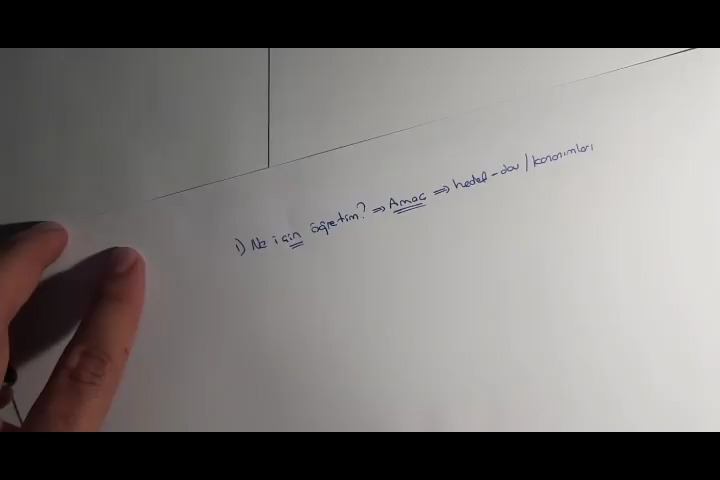 1) Ne için öğretim? ⇒ Amaç ⇒ hedef-dav / kazanımları